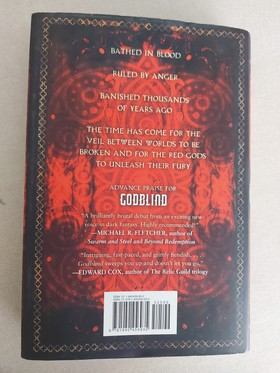 BATHED IN BLOOD
RULED BY ANGER
BANISHED THOUSANDS
OF YEARS AGO
THE TIME HAS COME FOR THE
VEIL BETWEEN WORLDS TO BE
BROKEN AND FOR THE RED GODS
TO UNLEASH THEIR FURY
ADVANCE PRAISE FOR
GODBLIND
"A brilliantly brutal debut from an exciting new
voice in dark fantasy. Highly recommended!"
—MICHAEL R. FLETCHER, author of
Swarm and Steel and Beyond Redemption
"Intriguing, fast-paced, and grittily fiendish. ...
Godblind sweeps you up and doesn't let you go."
—EDWARD COX, author of The Relic Guild trilogy